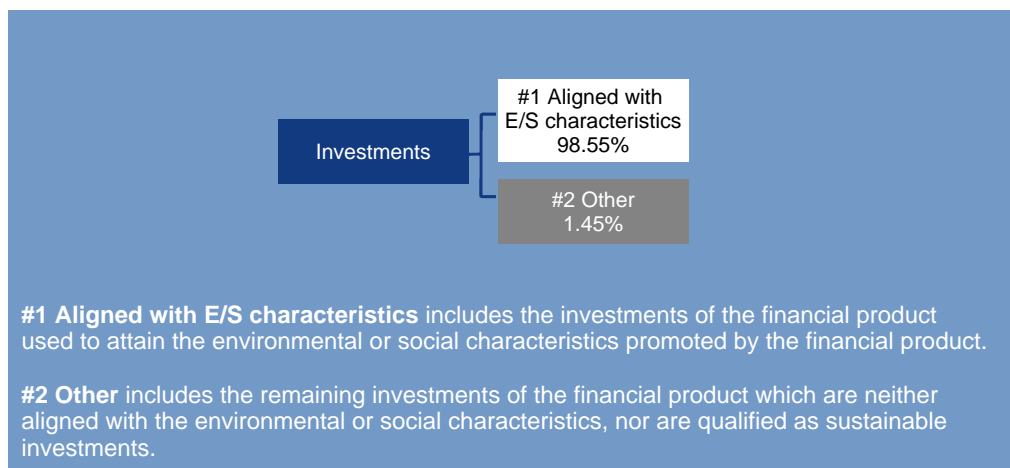 #1 Aligned with
E/S characteristics
98.55%
Investments
#2 Other
1.45%
#1 Aligned with E/S characteristics includes the investments of the financial product
used to attain the environmental or social characteristics promoted by the financial product.
#2 Other includes the remaining investments of the financial product which are neither
aligned with the environmental or social characteristics, nor are qualified as sustainable
investments.